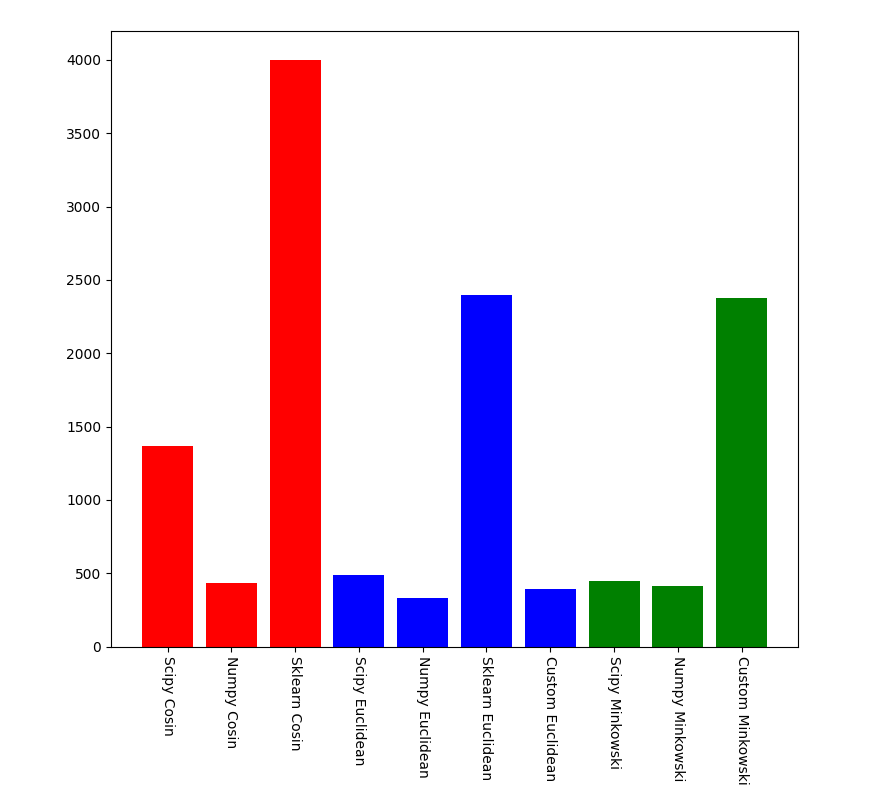 4000
3500
3000
2500
2000
1500
1000
500
0
Scipy Cosin
Numpy Cosin
Sklearn Cosin
Scipy Euclidean
Numpy Euclidean
Sklearn Euclidean
Custom Euclidean
Scipy Minkowski
Numpy Minkowski
Custom Minkowski